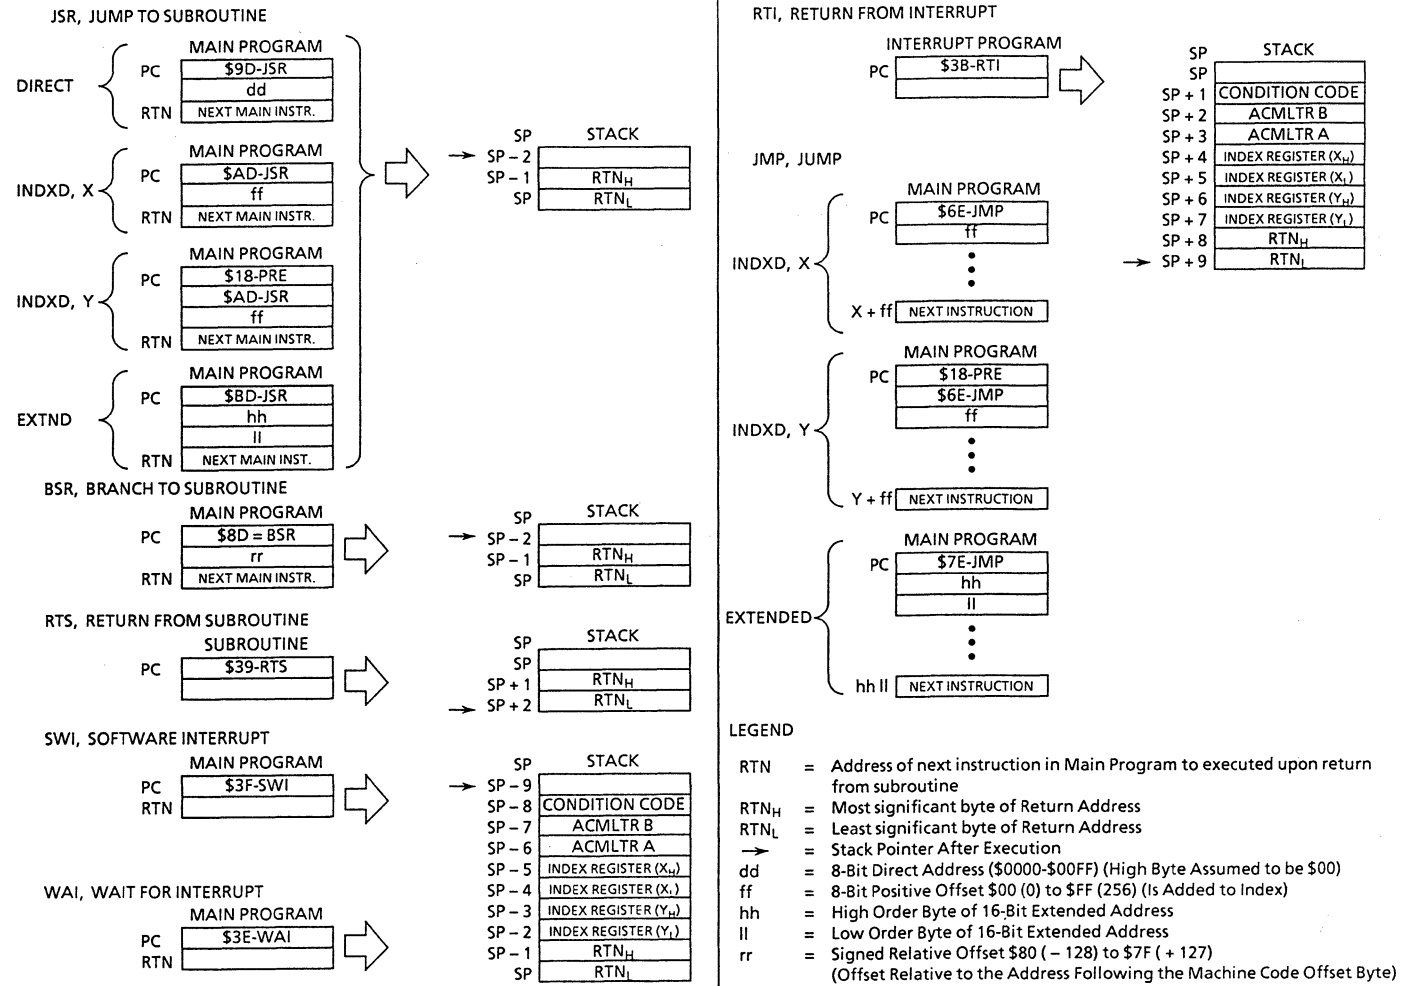 JSR, JUMP TO SUBROUTINE
MAIN PROGRAM
DIRECT
PC $9D-JSR
dd
RTN NEXT MAIN INSTR.
MAIN PROGRAM
INDXD, X
PC $AD-JSR
ff
RTN NEXT MAIN INSTR.
MAIN PROGRAM
INDXD, Y
PC $18-PRE
$AD-JSR
ff
RTN NEXT MAIN INSTR.
MAIN PROGRAM
EXTND
PC $BD-JSR
hh
ll
RTN NEXT MAIN INST.
SP STACK
→ SP – 2
SP – 1 RTNH
SP RTNL
BSR, BRANCH TO SUBROUTINE
MAIN PROGRAM
PC $8D = BSR
rr
RTN NEXT MAIN INSTR.
SP STACK
→ SP – 2
SP – 1 RTNH
SP RTNL
RTS, RETURN FROM SUBROUTINE
SUBROUTINE
PC $39-RTS
SP STACK
SP
SP + 1 RTNH
→ SP + 2 RTNL
SWI, SOFTWARE INTERRUPT
MAIN PROGRAM
PC $3F-SWI
RTN
WAI, WAIT FOR INTERRUPT
MAIN PROGRAM
PC $3E-WAI
RTN
SP STACK
→ SP – 9
SP – 8 CONDITION CODE
SP – 7 ACMLTR B
SP – 6 ACMLTR A
SP – 5 INDEX REGISTER (XH)
SP – 4 INDEX REGISTER (XL)
SP – 3 INDEX REGISTER (YH)
SP – 2 INDEX REGISTER (YL)
SP – 1 RTNH
SP RTNL
RTI, RETURN FROM INTERRUPT
INTERRUPT PROGRAM
PC $3B-RTI
SP STACK
SP
SP + 1 CONDITION CODE
SP + 2 ACMLTR B
SP + 3 ACMLTR A
SP + 4 INDEX REGISTER (XH)
SP + 5 INDEX REGISTER (XL)
SP + 6 INDEX REGISTER (YH)
SP + 7 INDEX REGISTER (YL)
SP + 8 RTNH
→ SP + 9 RTNL
JMP, JUMP
MAIN PROGRAM
PC $6E-JMP
ff
INDXD, X
X + ff NEXT INSTRUCTION
MAIN PROGRAM
PC $18-PRE
$6E-JMP
ff
INDXD, Y
Y + ff NEXT INSTRUCTION
MAIN PROGRAM
PC $7E-JMP
hh
ll
EXTENDED
hh ll NEXT INSTRUCTION
LEGEND
RTN = Address of next instruction in Main Program to executed upon return
from subroutine
RTNH = Most significant byte of Return Address
RTNL = Least significant byte of Return Address
→ = Stack Pointer After Execution
dd = 8-Bit Direct Address ($0000-$00FF) (High Byte Assumed to be $00)
ff = 8-Bit Positive Offset $00 (0) to $FF (256) (Is Added to Index)
hh = High Order Byte of 16-Bit Extended Address
ll = Low Order Byte of 16-Bit Extended Address
rr = Signed Relative Offset $80 ( – 128) to $7F ( + 127)
(Offset Relative to the Address Following the Machine Code Offset Byte)